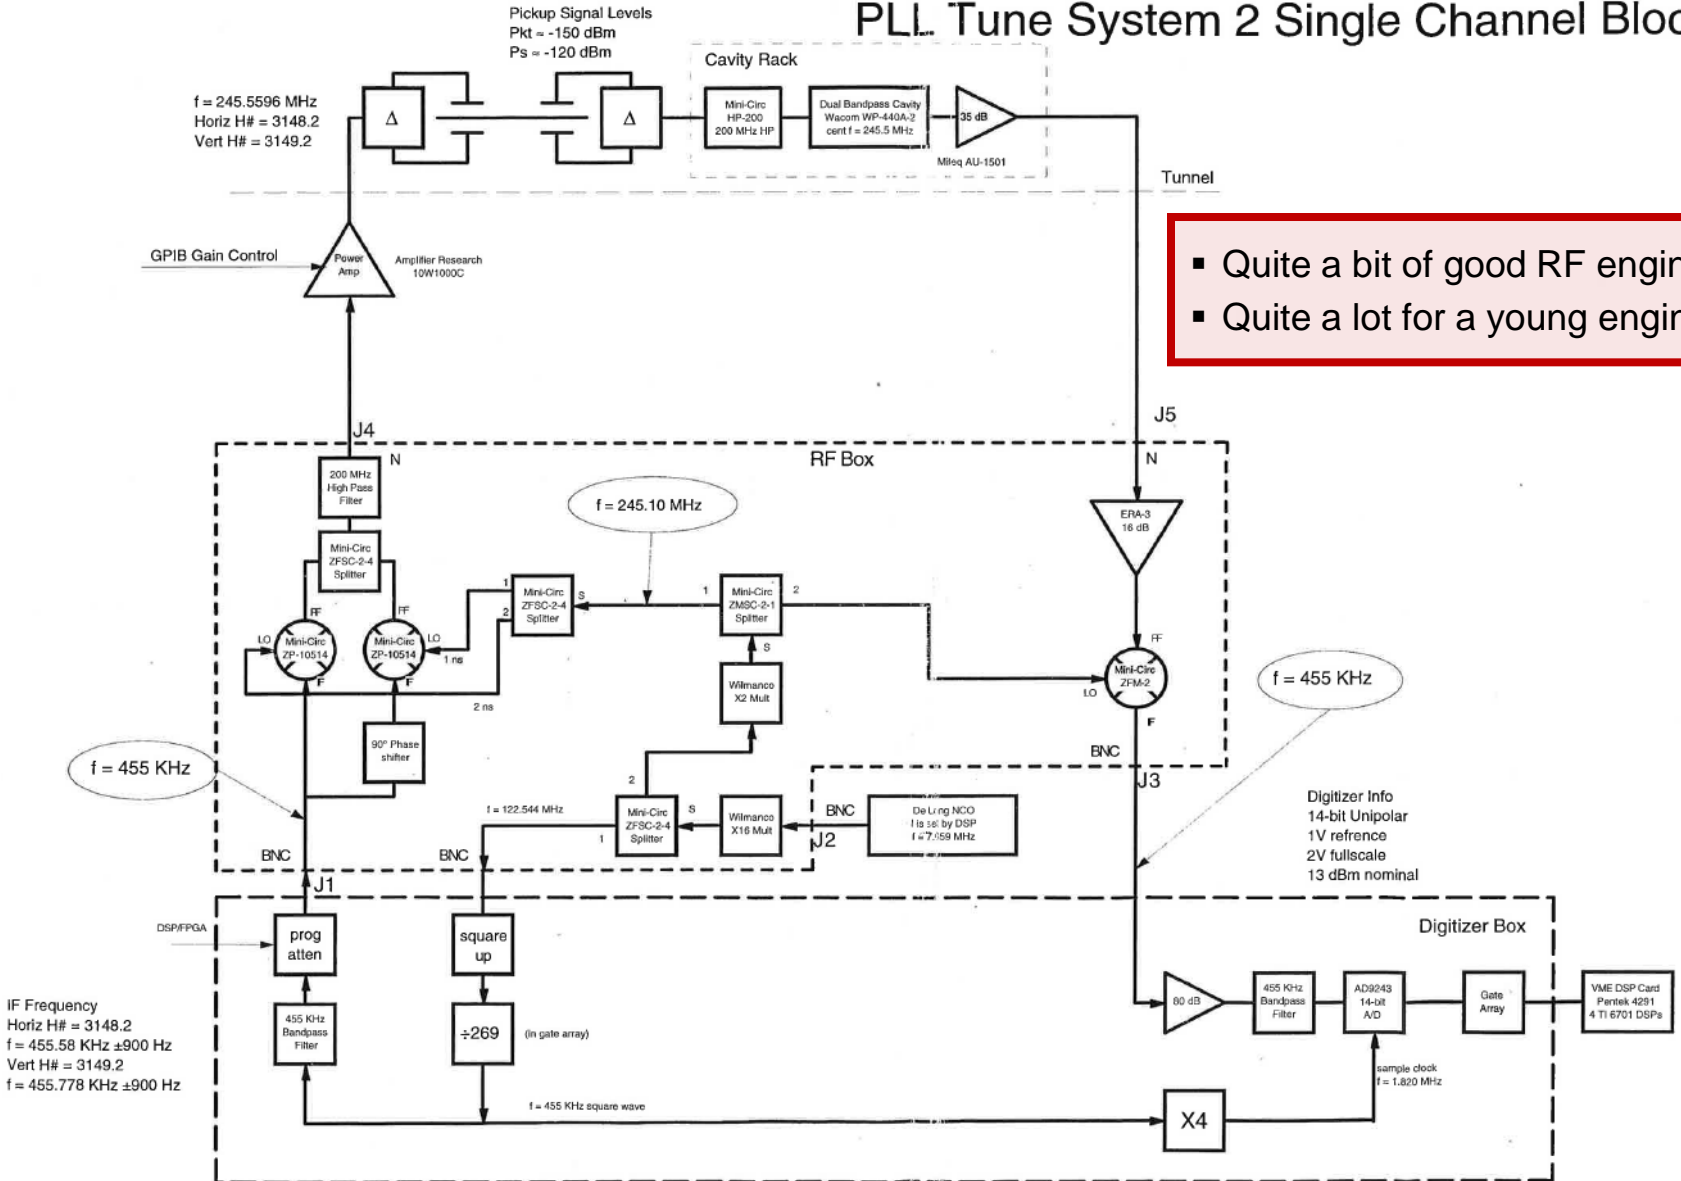 PLL Tune System 2 Single Channel Bloc
Pickup Signal Levels
Pkt = -150 dBm
Ps = -120 dBm
Cavity Rack
f = 245.5596 MHz
Horiz H# = 3148.2
Vert H# = 3149.2
Δ
Δ
Mini-Circ
HP-200
200 MHz HP
Dual Bandpass Cavity
Wacom WP-440A-2
cent f = 245.5 MHz
35 dB
Miteq AU-1501
Tunnel
GPIB Gain Control
Power
Amp
Amplifier Research
10W1000C
▪ Quite a bit of good RF engin
▪ Quite a lot for a young engin
J4
J5
N
RF Box
N
200 MHz
High Pass
Filter
f = 245.10 MHz
ERA-3
16 dB
Mini-Circ
ZFSC-2-4
Splitter
1
Mini-Circ
ZFSC-2-4
Splitter
2
S
1
Mini-Circ
ZMSC-2-1
Splitter
2
S
LO
Mini-Circ
ZP-10514
Mini-Circ
ZP-10514
LO
1 ns
2 ns
Mini-Circ
ZFM-2
LO
f = 455 KHz
Wilmanco
X2 Mult
90° Phase
shifter
f = 455 KHz
BNC
J3
2
f = 122.544 MHz
Mini-Circ
ZFSC-2-4
Splitter
1
S
Wilmanco
X16 Mult
BNC
J2
NCO
is set by DSP
MHz
Digitizer Info
14-bit Unipolar
1V refrence
2V fullscale
13 dBm nominal
BNC
BNC
J1
Digitizer Box
DSP/FPGA
prog
atten
square
up
IF Frequency
Horiz H# = 3148.2
f = 455.58 KHz ±900 Hz
Vert H# = 3149.2
f = 455.778 KHz ±900 Hz
455 KHz
Bandpass
Filter
÷269
(in gate array)
dB
455 KHz
Bandpass
Filter
AD9243
14-bit
A/D
Gate
Array
VME DSP Card
Pentek 4291
4 TI 6701 DSPs
sample clock
f = 1.820 MHz
f = 455 KHz square wave
X4